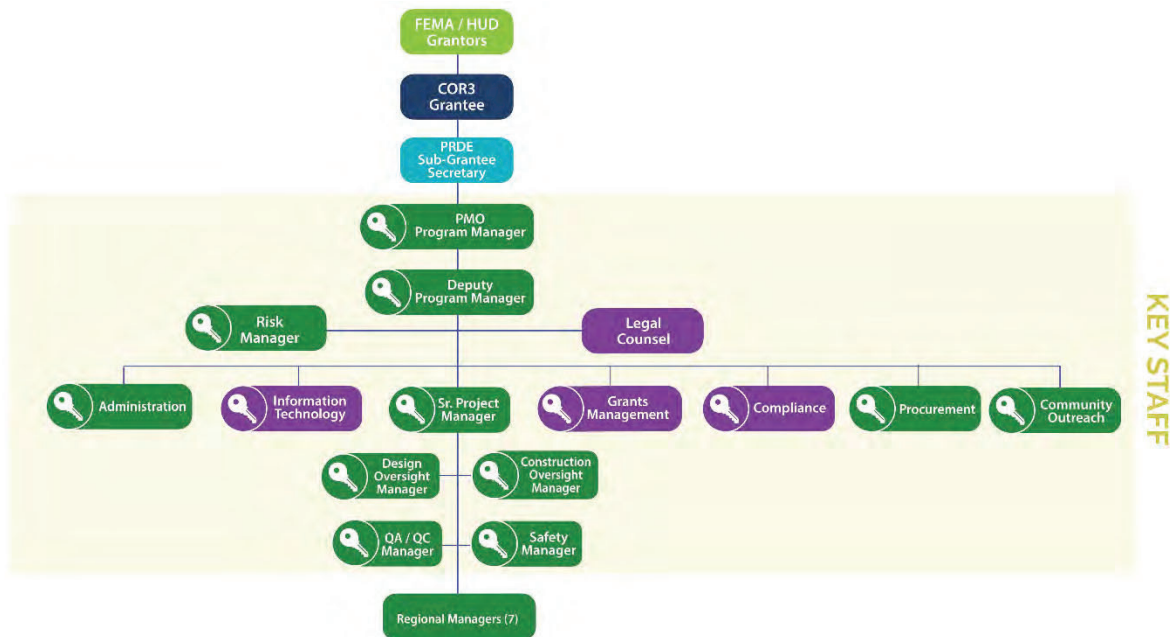 FEMA / HUD
Grantors
COR3
Grantee
PRDE
Sub-Grantee
Secretary
PMO
Program Manager
Deputy
Program Manager
Risk
Manager
Legal
Counsel
KEY STAFF
Administration
Information
Technology
Sr. Project
Manager
Grants
Management
Compliance
Procurement
Community
Outreach
Design
Oversight
Manager
Construction
Oversight
Manager
QA / QC
Manager
Safety
Manager
Regional Managers (7)